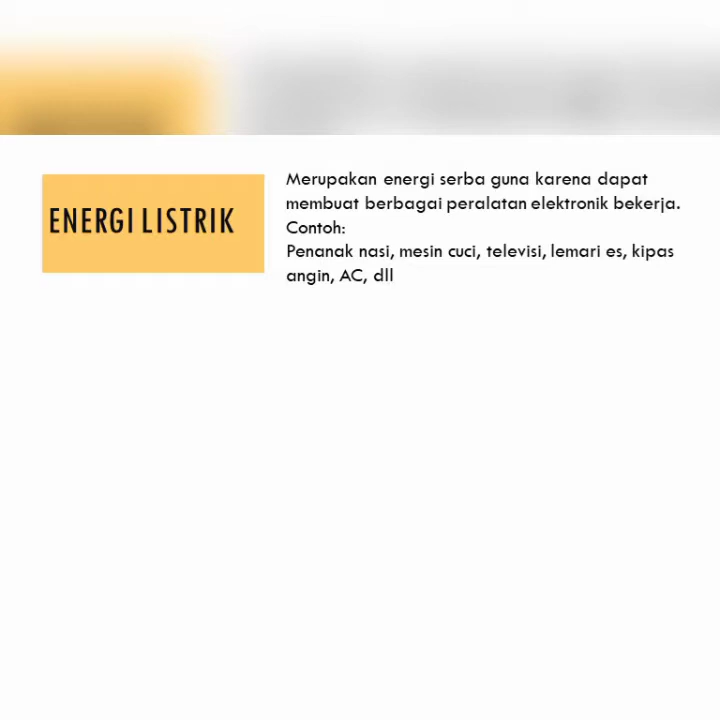 ENERGI LISTRIK
Merupakan energi serba guna karena dapat
membuat berbagai peralatan elektronik bekerja.
Contoh:
Penanak nasi, mesin cuci, televisi, lemari es, kipas
angin, AC, dll